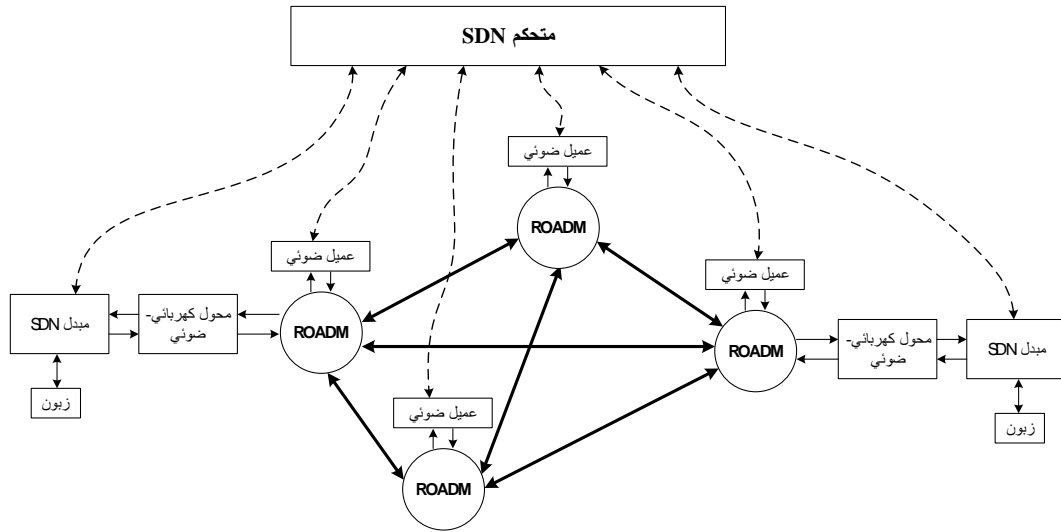 متحكم SDN
عميل ضوئي
ROADM
عميل ضوئي
ROADM
عميل ضوئي
ROADM
مبدل SDN
محول كهربائي-
ضوئي
محول كهربائي-
ضوئي
مبدل SDN
زبون
زبون
عميل ضوئي
ROADM